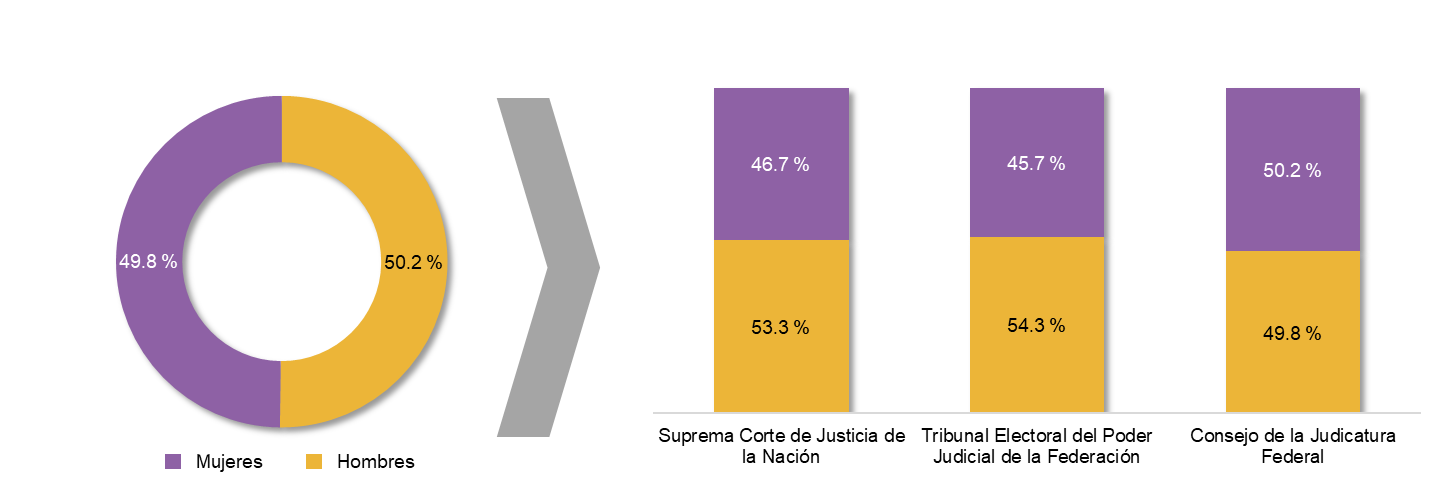 49.8 %
50.2 %
Mujeres
Hombres
46.7 %
45.7 %
50.2 %
53.3 %
54.3 %
49.8 %
Suprema Corte de Justicia de
la Nación
Tribunal Electoral del Poder
Judicial de la Federación
Consejo de la Judicatura
Federal